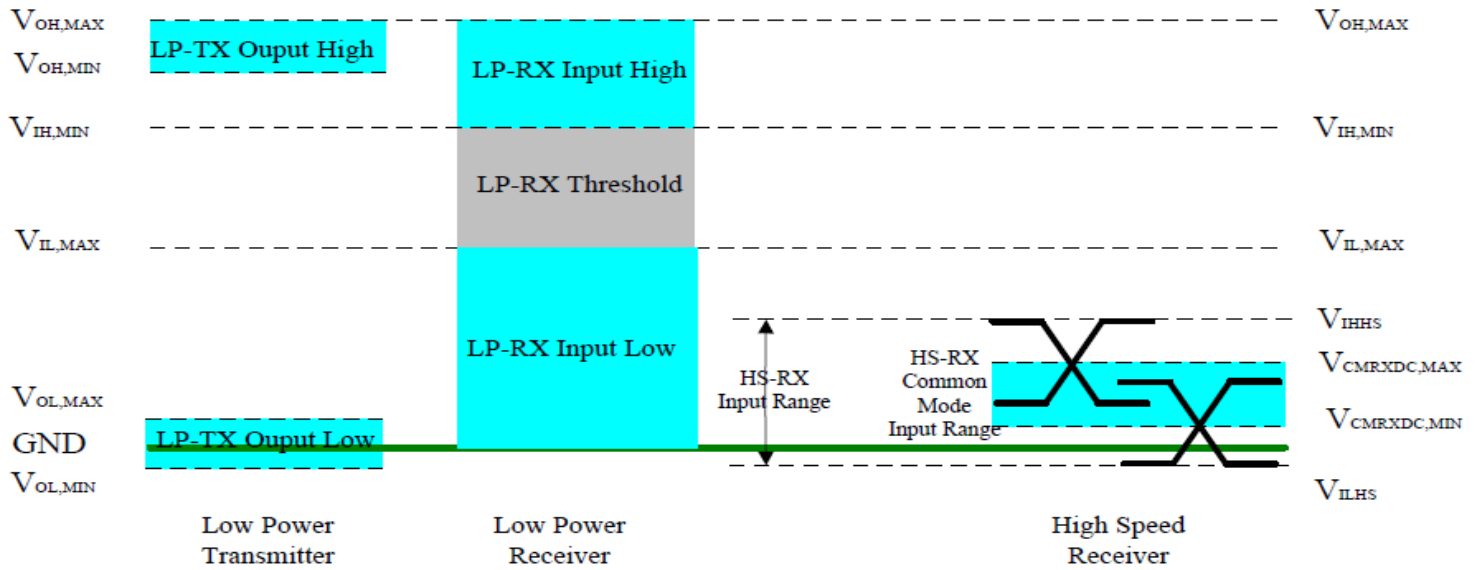 VOH,MAX
LP-TX Ouput High
VOH,MIN
VIH,MIN
VIL,MAX
VOL,MAX
GND
LP-TX Ouput Low
VOL,MIN
Low Power
Transmitter
LP-RX Input High
LP-RX Threshold
LP-RX Input Low
Low Power
Receiver
HS-RX
Input Range
HS-RX
Common
Mode
Input Range
High Speed
Receiver
VOH,MAX
VIH,MIN
VIL,MAX
VIHHS
VCMRXDC,MAX
VCMRXDC,MIN
VILHS